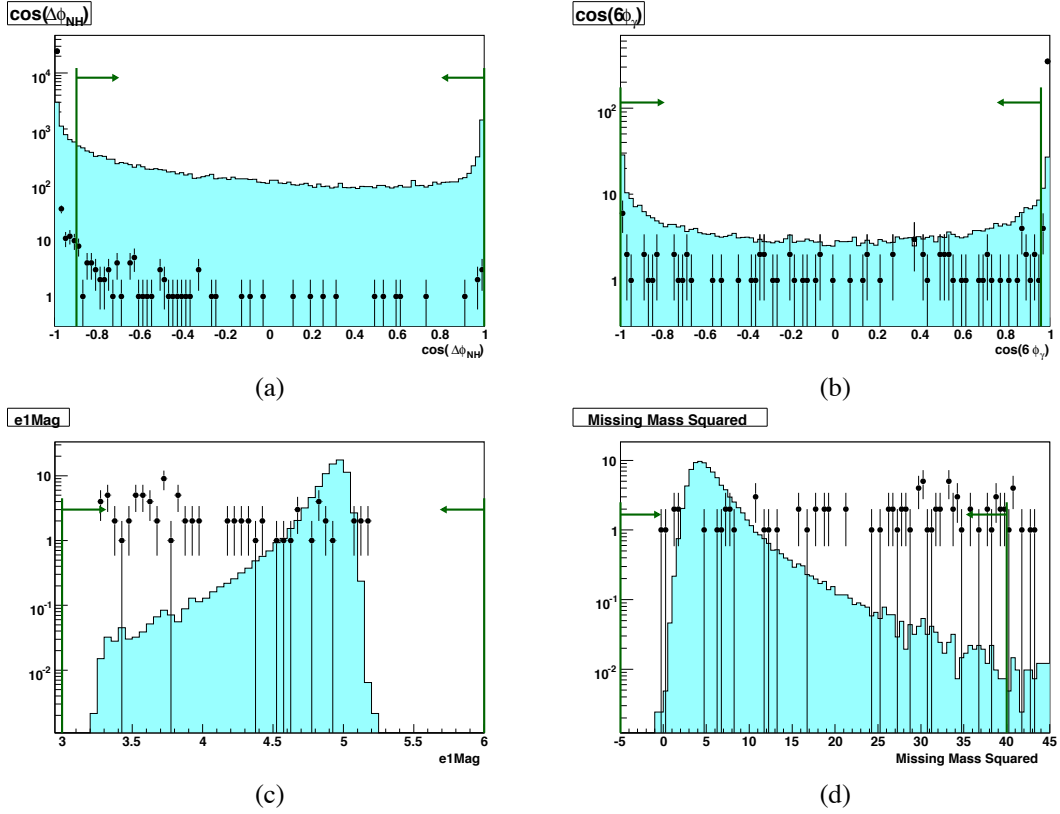 cos(Δϕ_NH)
10^4
10^3
10^2
10
1
-1 -0.8 -0.6 -0.4 -0.2 0 0.2 0.4 0.6 0.8 1
cos(Δϕ_NH)
(a)
cos(6ϕ_γ)
10^2
10
1
-1 -0.8 -0.6 -0.4 -0.2 0 0.2 0.4 0.6 0.8 1
cos(6ϕ_γ)
(b)
e1Mag
10
1
10^-1
10^-2
3 3.5 4 4.5 5 5.5 6
e1Mag
(c)
Missing Mass Squared
10
1
10^-1
10^-2
-5 0 5 10 15 20 25 30 35 40 45
Missing Mass Squared
(d)